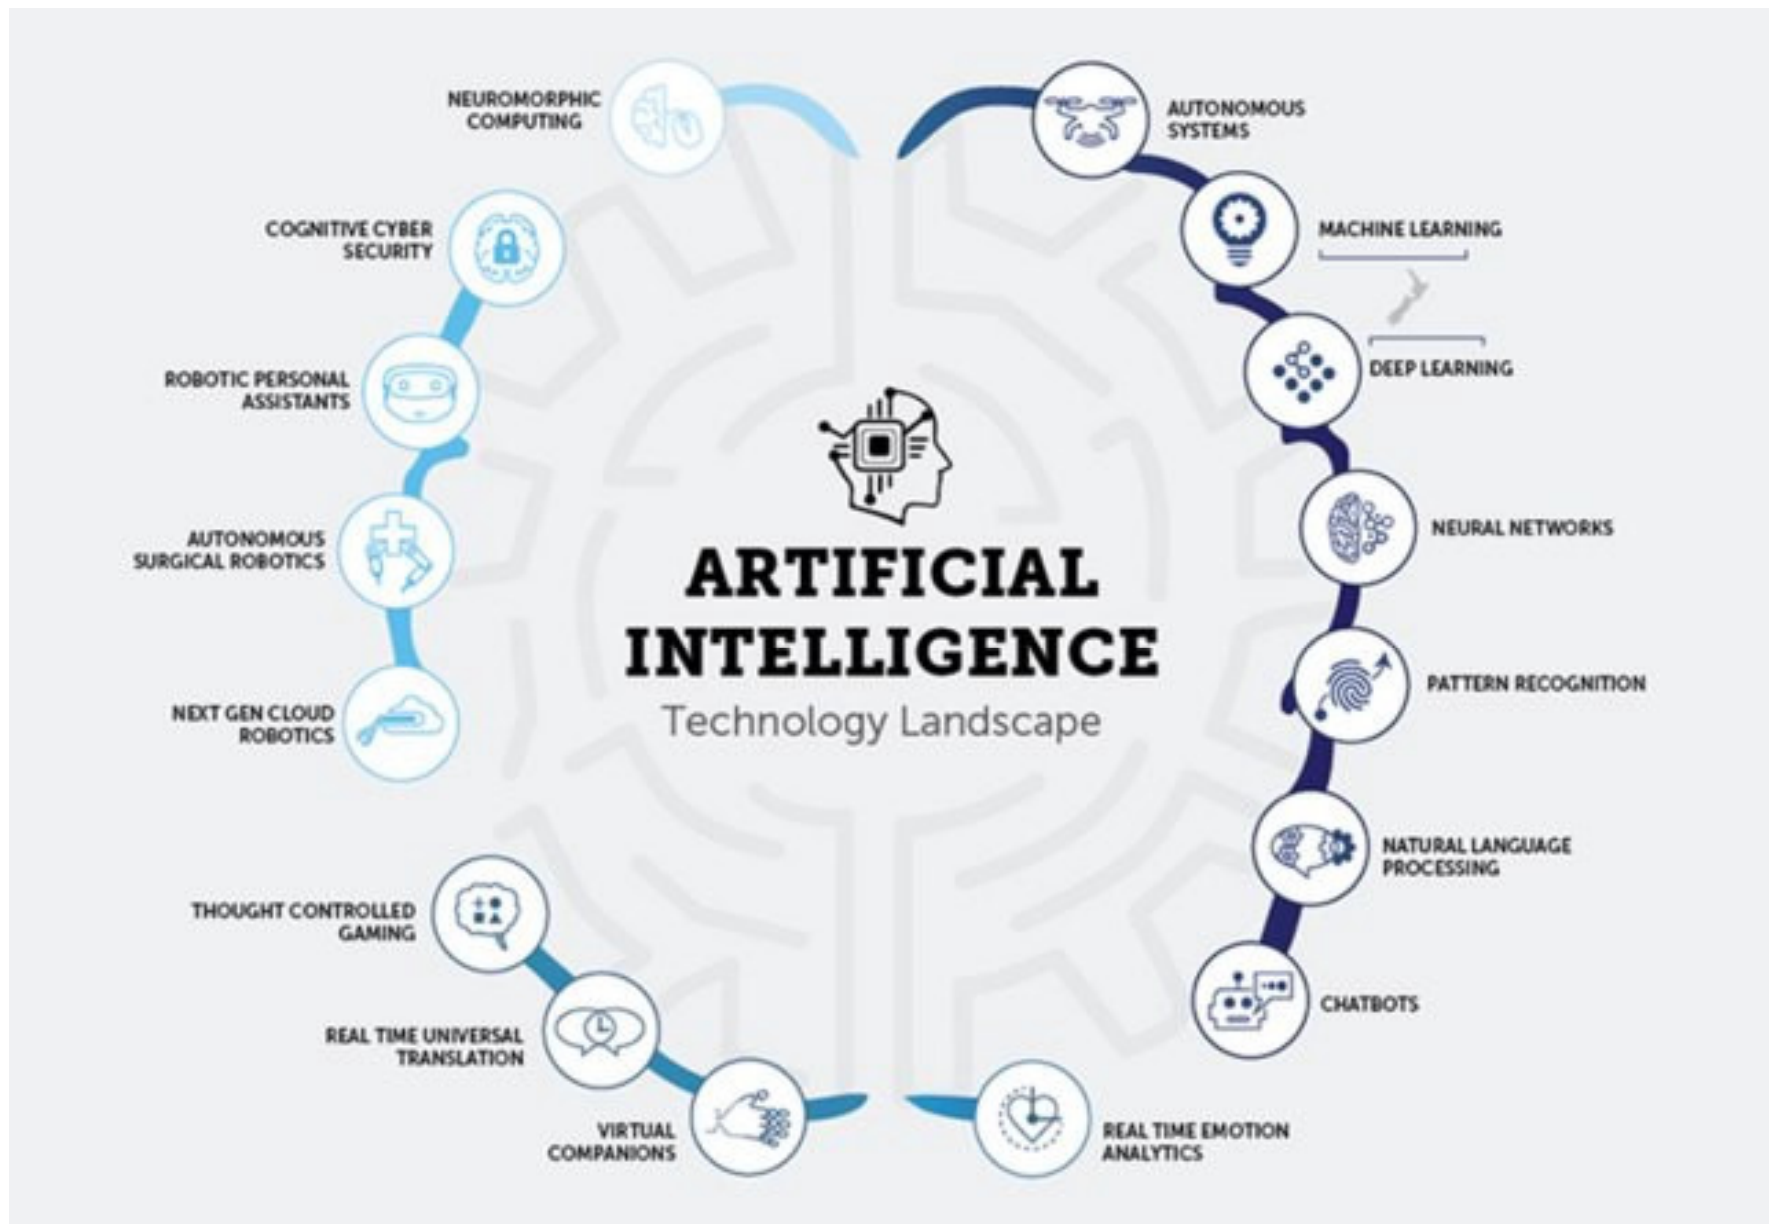 NEUROMORPHIC
COMPUTING
AUTONOMOUS
SYSTEMS
COGNITIVE CYBER
SECURITY
MACHINE LEARNING
ROBOTIC PERSONAL
ASSISTANTS
DEEP LEARNING
AUTONOMOUS
SURGICAL ROBOTICS
NEURAL NETWORKS
ARTIFICIAL
INTELLIGENCE
Technology Landscape
NEXT GEN CLOUD
ROBOTICS
PATTERN RECOGNITION
NATURAL LANGUAGE
PROCESSING
THOUGHT CONTROLLED
GAMING
CHATBOTS
REAL TIME UNIVERSAL
TRANSLATION
VIRTUAL
COMPANIONS
REAL TIME EMOTION
ANALYTICS